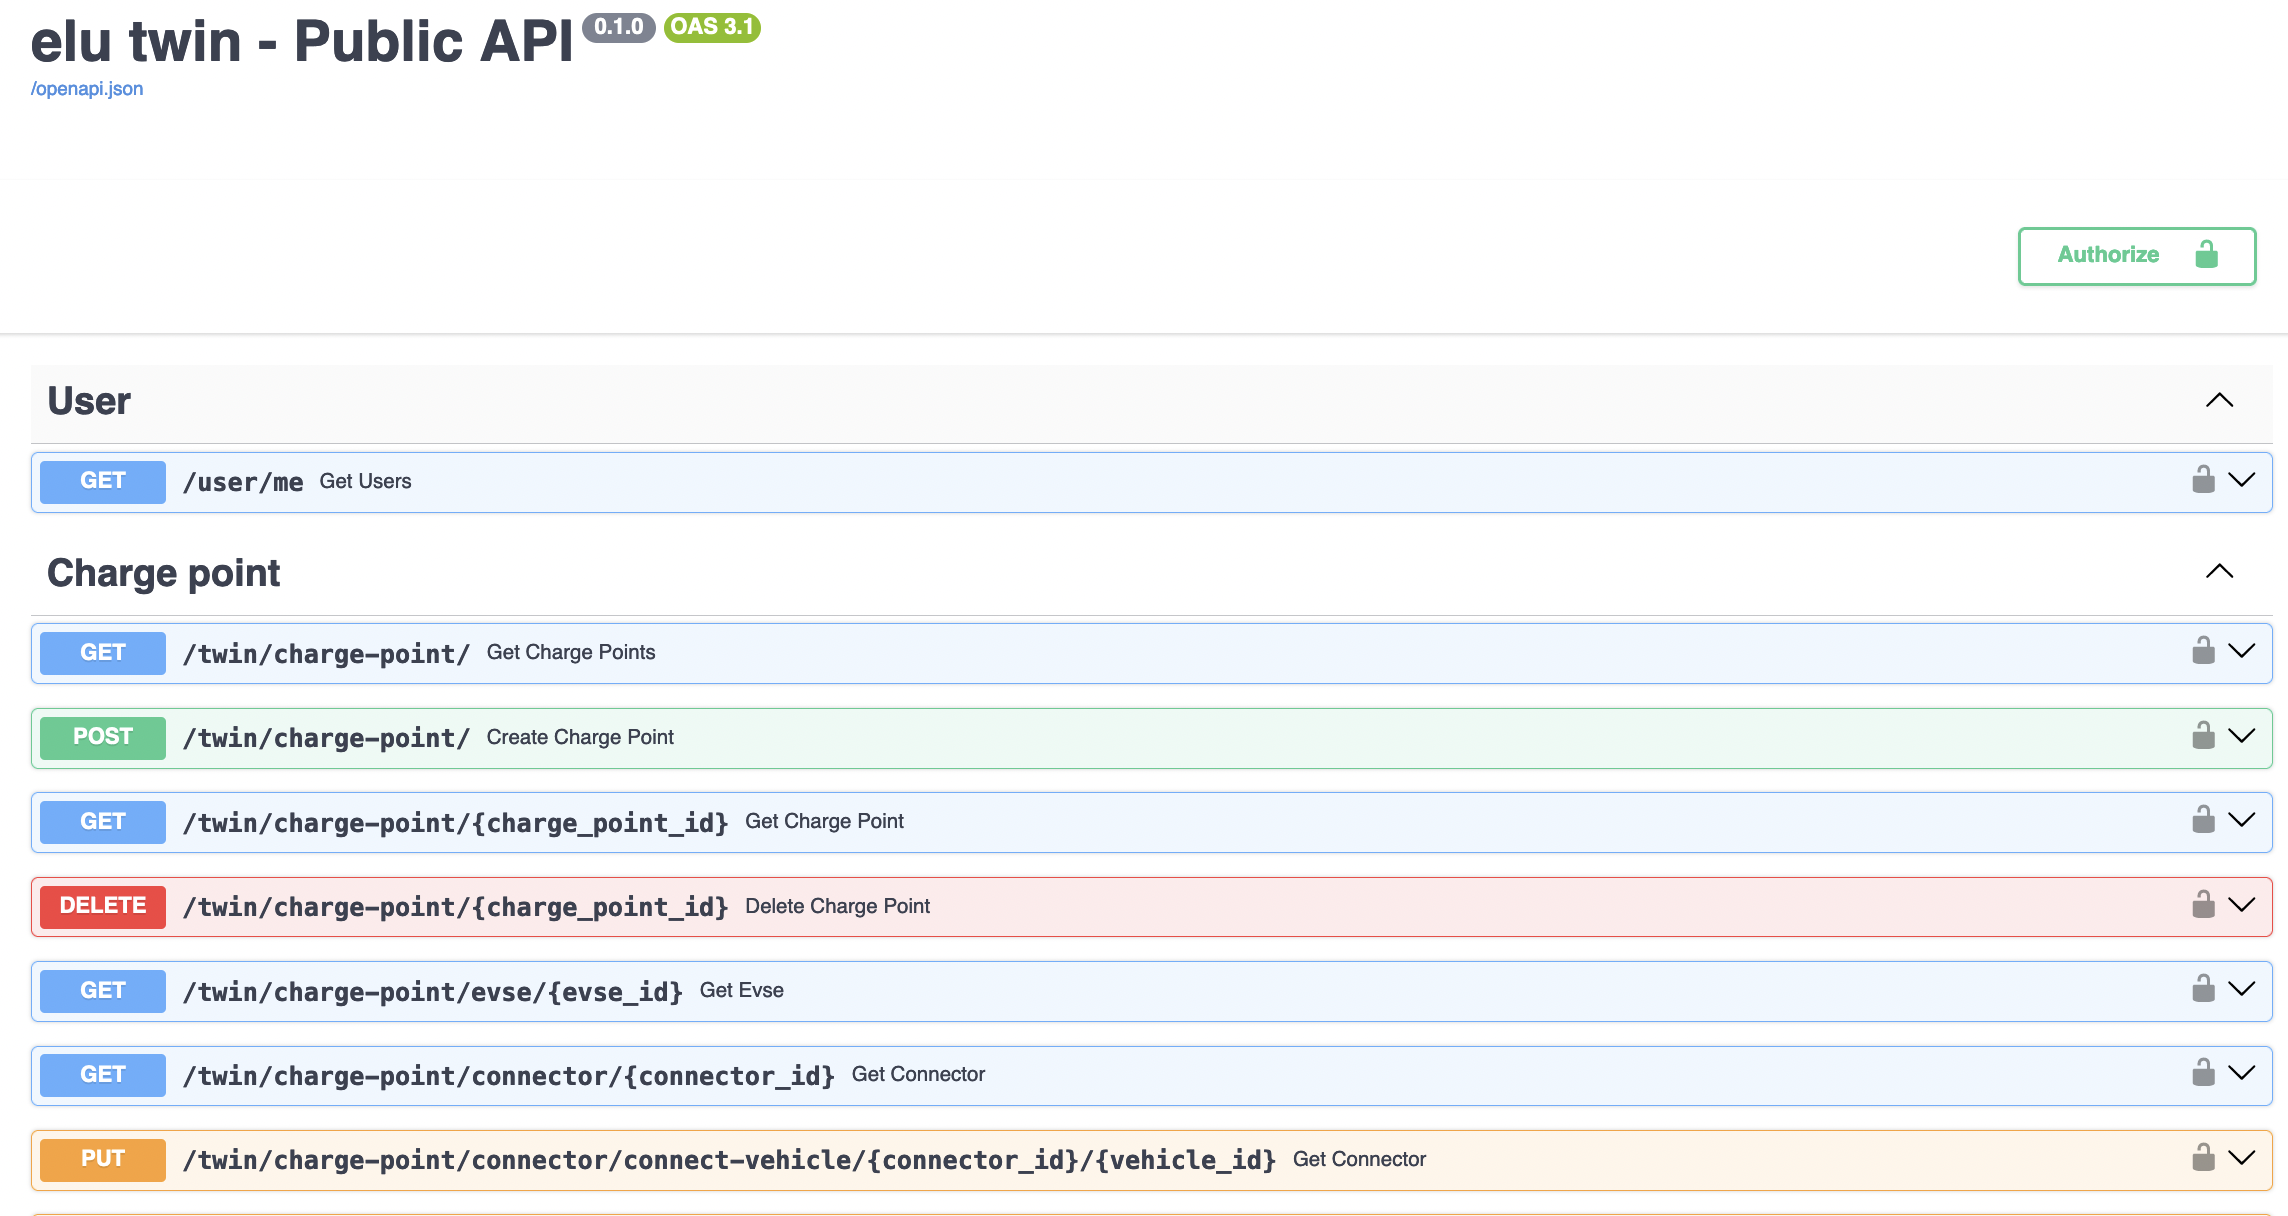 elu twin - Public API 0.1.0 OAS 3.1
/openapi.json
Authorize
User
GET /user/me Get Users
Charge point
GET /twin/charge-point/ Get Charge Points
POST /twin/charge-point/ Create Charge Point
GET /twin/charge-point/{charge_point_id} Get Charge Point
DELETE /twin/charge-point/{charge_point_id} Delete Charge Point
GET /twin/charge-point/evse/{evse_id} Get Evse
GET /twin/charge-point/connector/{connector_id} Get Connector
PUT /twin/charge-point/connector/connect-vehicle/{connector_id}/{vehicle_id} Get Connector